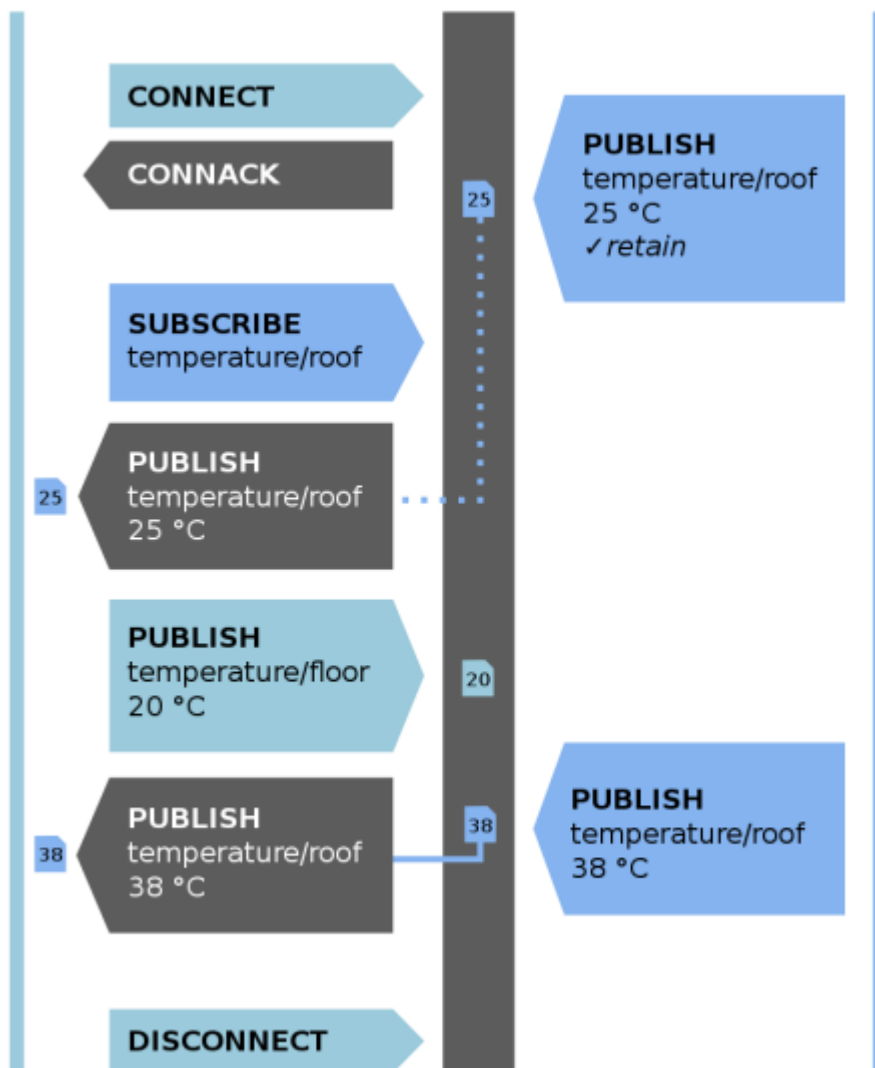 CONNECT
CONNACK
PUBLISH
temperature/roof
25 °C
✓retain
25
SUBSCRIBE
temperature/roof
PUBLISH
temperature/roof
25 °C
25
PUBLISH
temperature/floor
20 °C
20
PUBLISH
temperature/roof
38 °C
38
38
PUBLISH
temperature/roof
38 °C
DISCONNECT